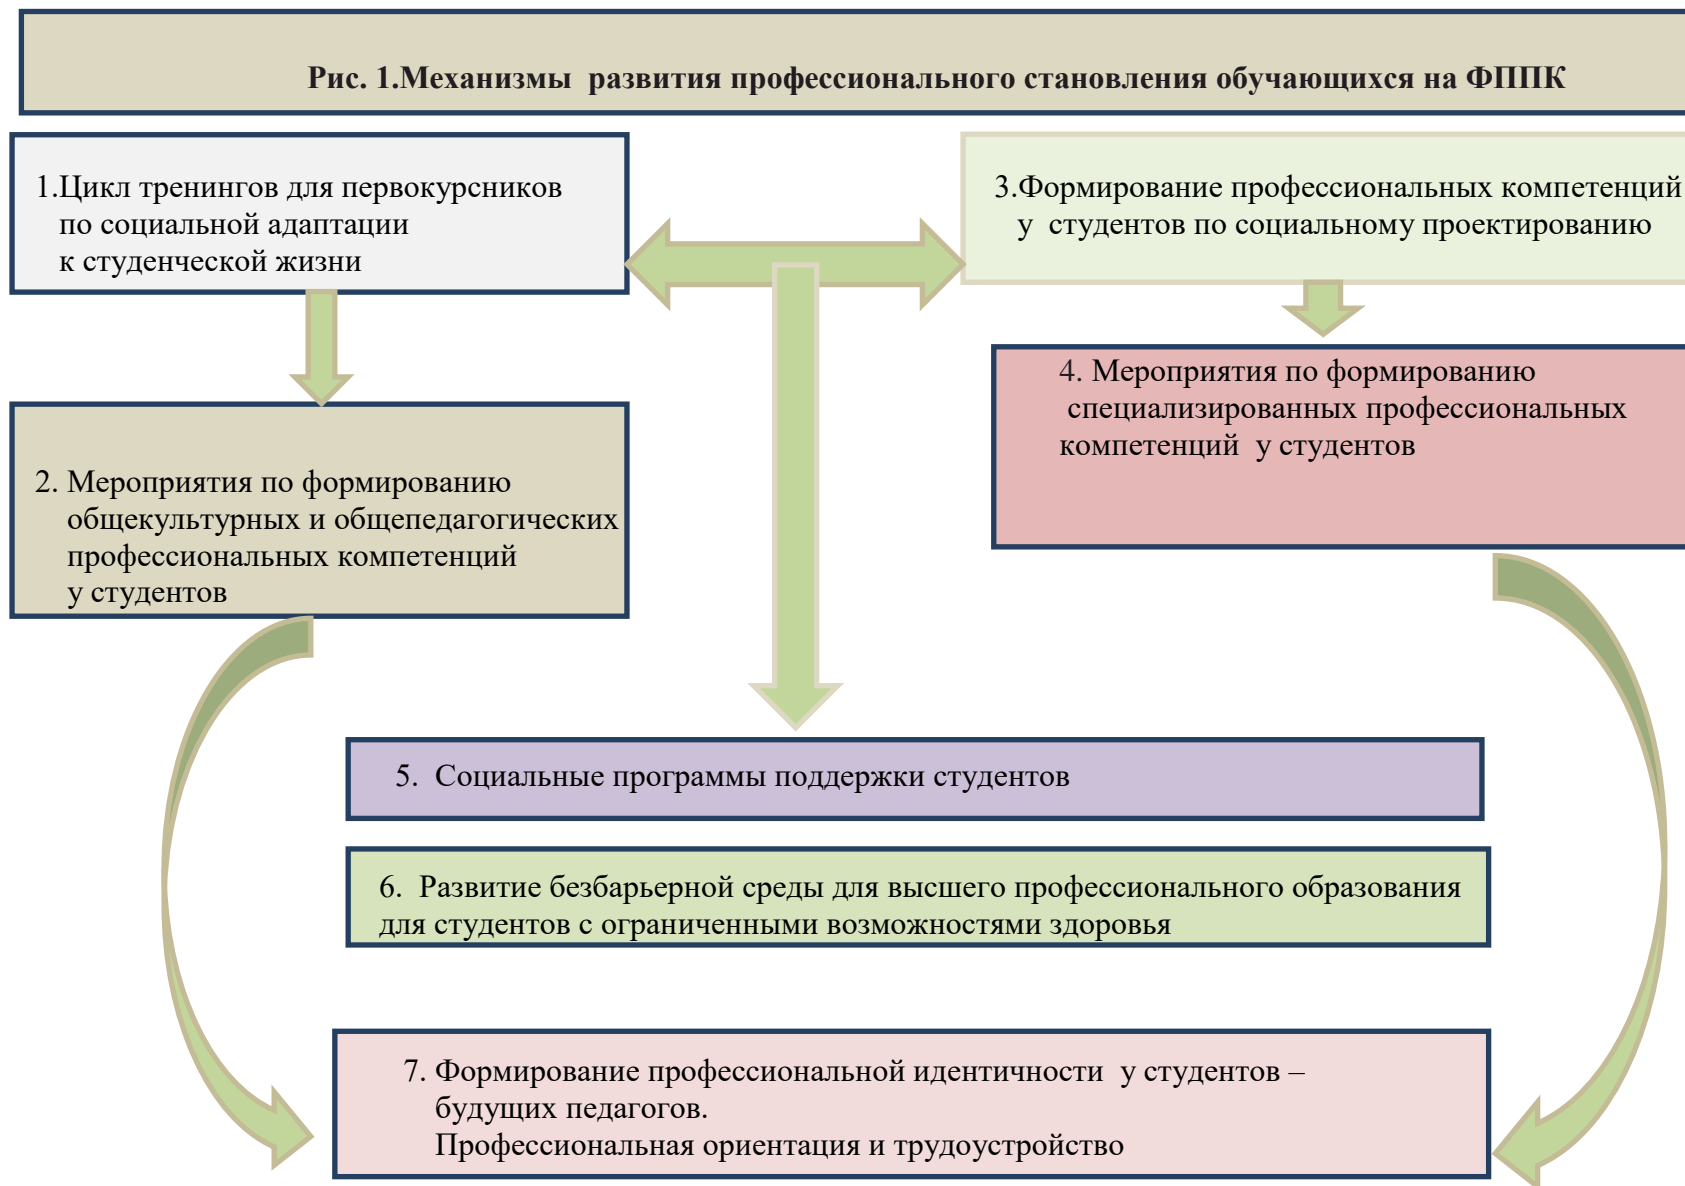 Рис. 1.Механизмы развития профессионального становления обучающихся на ФППК
1.Цикл тренингов для первокурсников
по социальной адаптации
к студенческой жизни
2. Мероприятия по формированию
общекультурных и общепедагогических
профессиональных компетенций
у студентов
3.Формирование профессиональных компетенций
у студентов по социальному проектированию
4. Мероприятия по формированию
специализированных профессиональных
компетенций у студентов
5. Социальные программы поддержки студентов
6. Развитие безбарьерной среды для высшего профессионального образования
для студентов с ограниченными возможностями здоровья
7. Формирование профессиональной идентичности у студентов –
будущих педагогов.
Профессиональная ориентация и трудоустройство